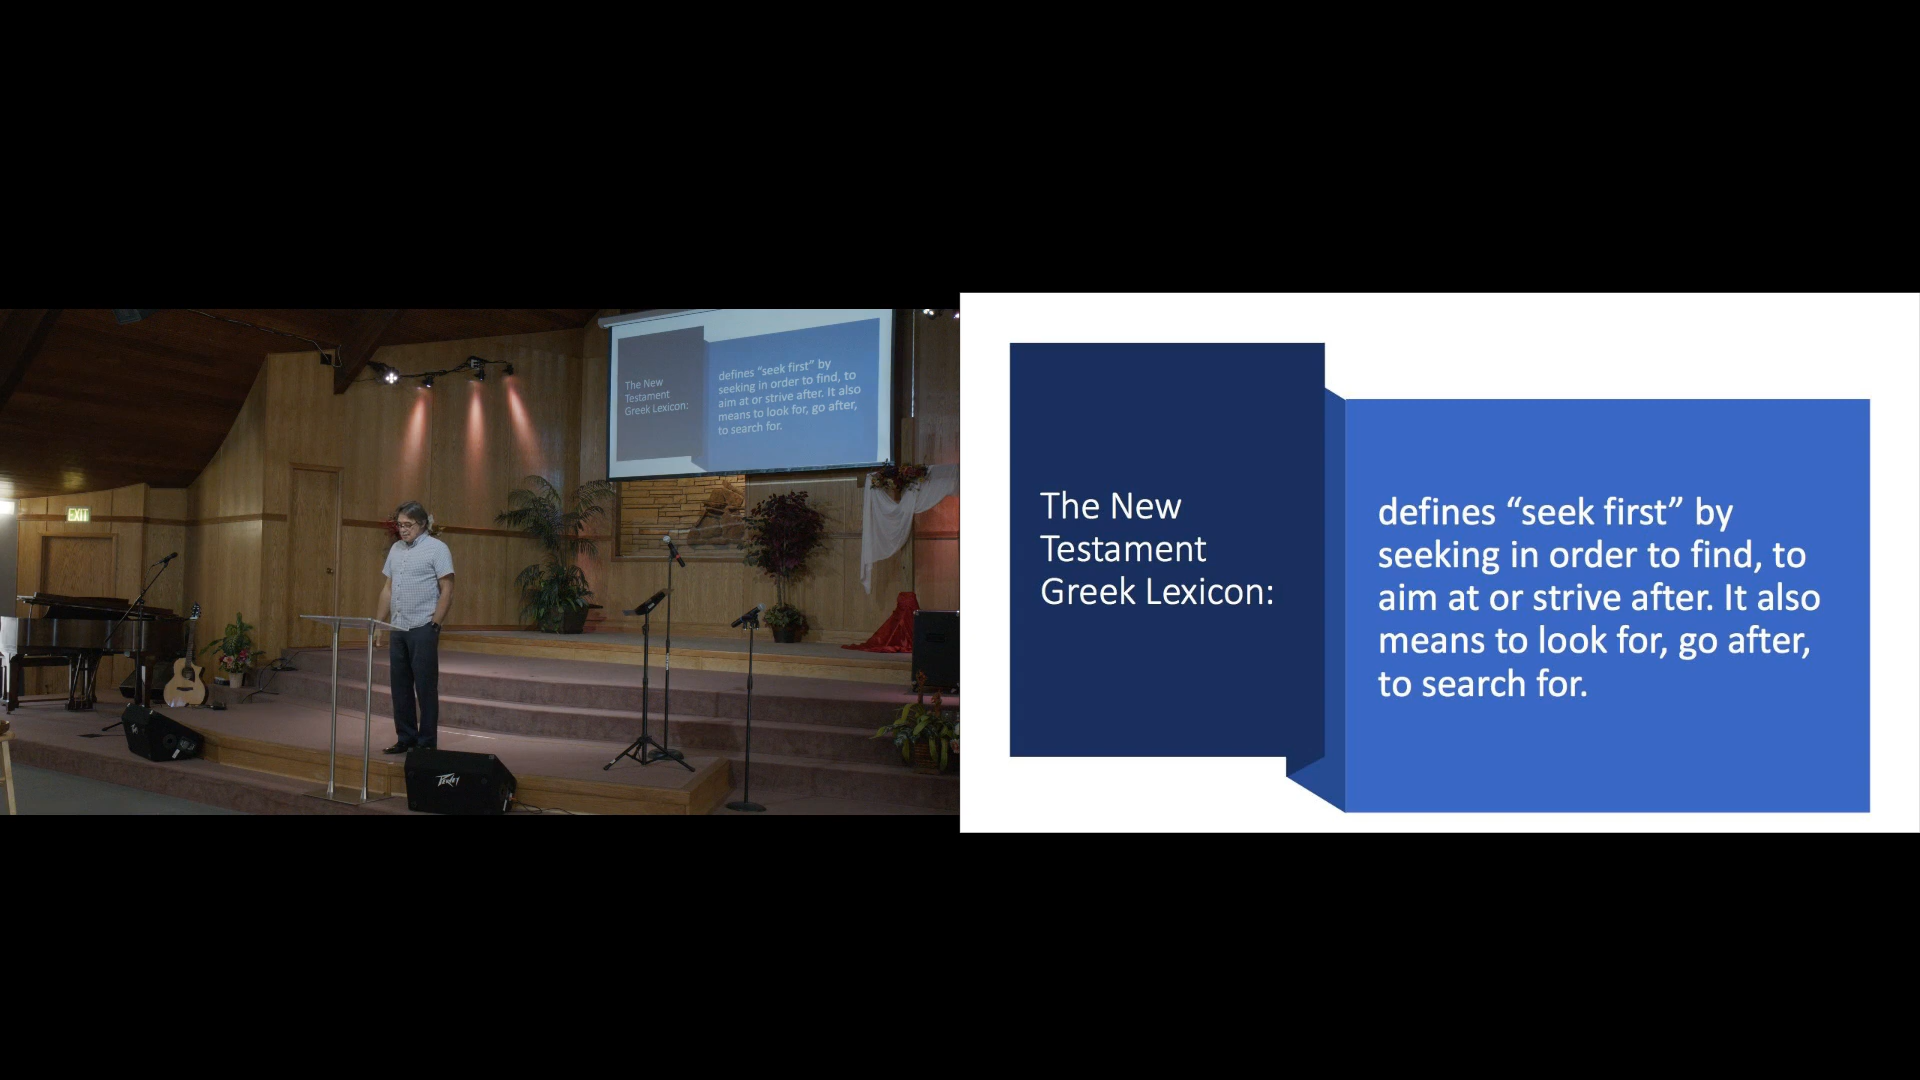 EXIT
The New
Testament
Greek Lexicon:
defines “seek first” by
seeking in order to find, to
aim at or strive after. It also
means to look for, go after,
to search for.
Peavey
The New
Testament
Greek Lexicon:
defines “seek first” by
seeking in order to find, to
aim at or strive after. It also
means to look for, go after,
to search for.